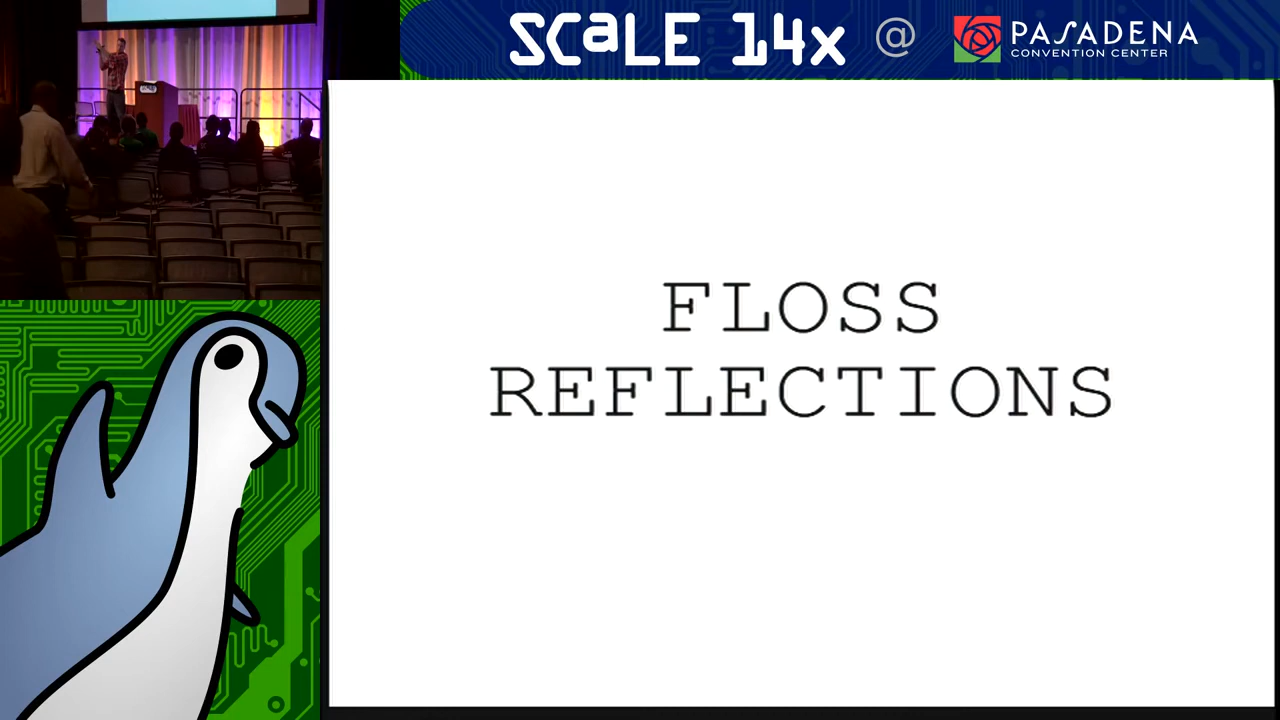 SCaLE 14x @ PASADENA
CONVENTION CENTER
FLOSS
REFLECTIONS